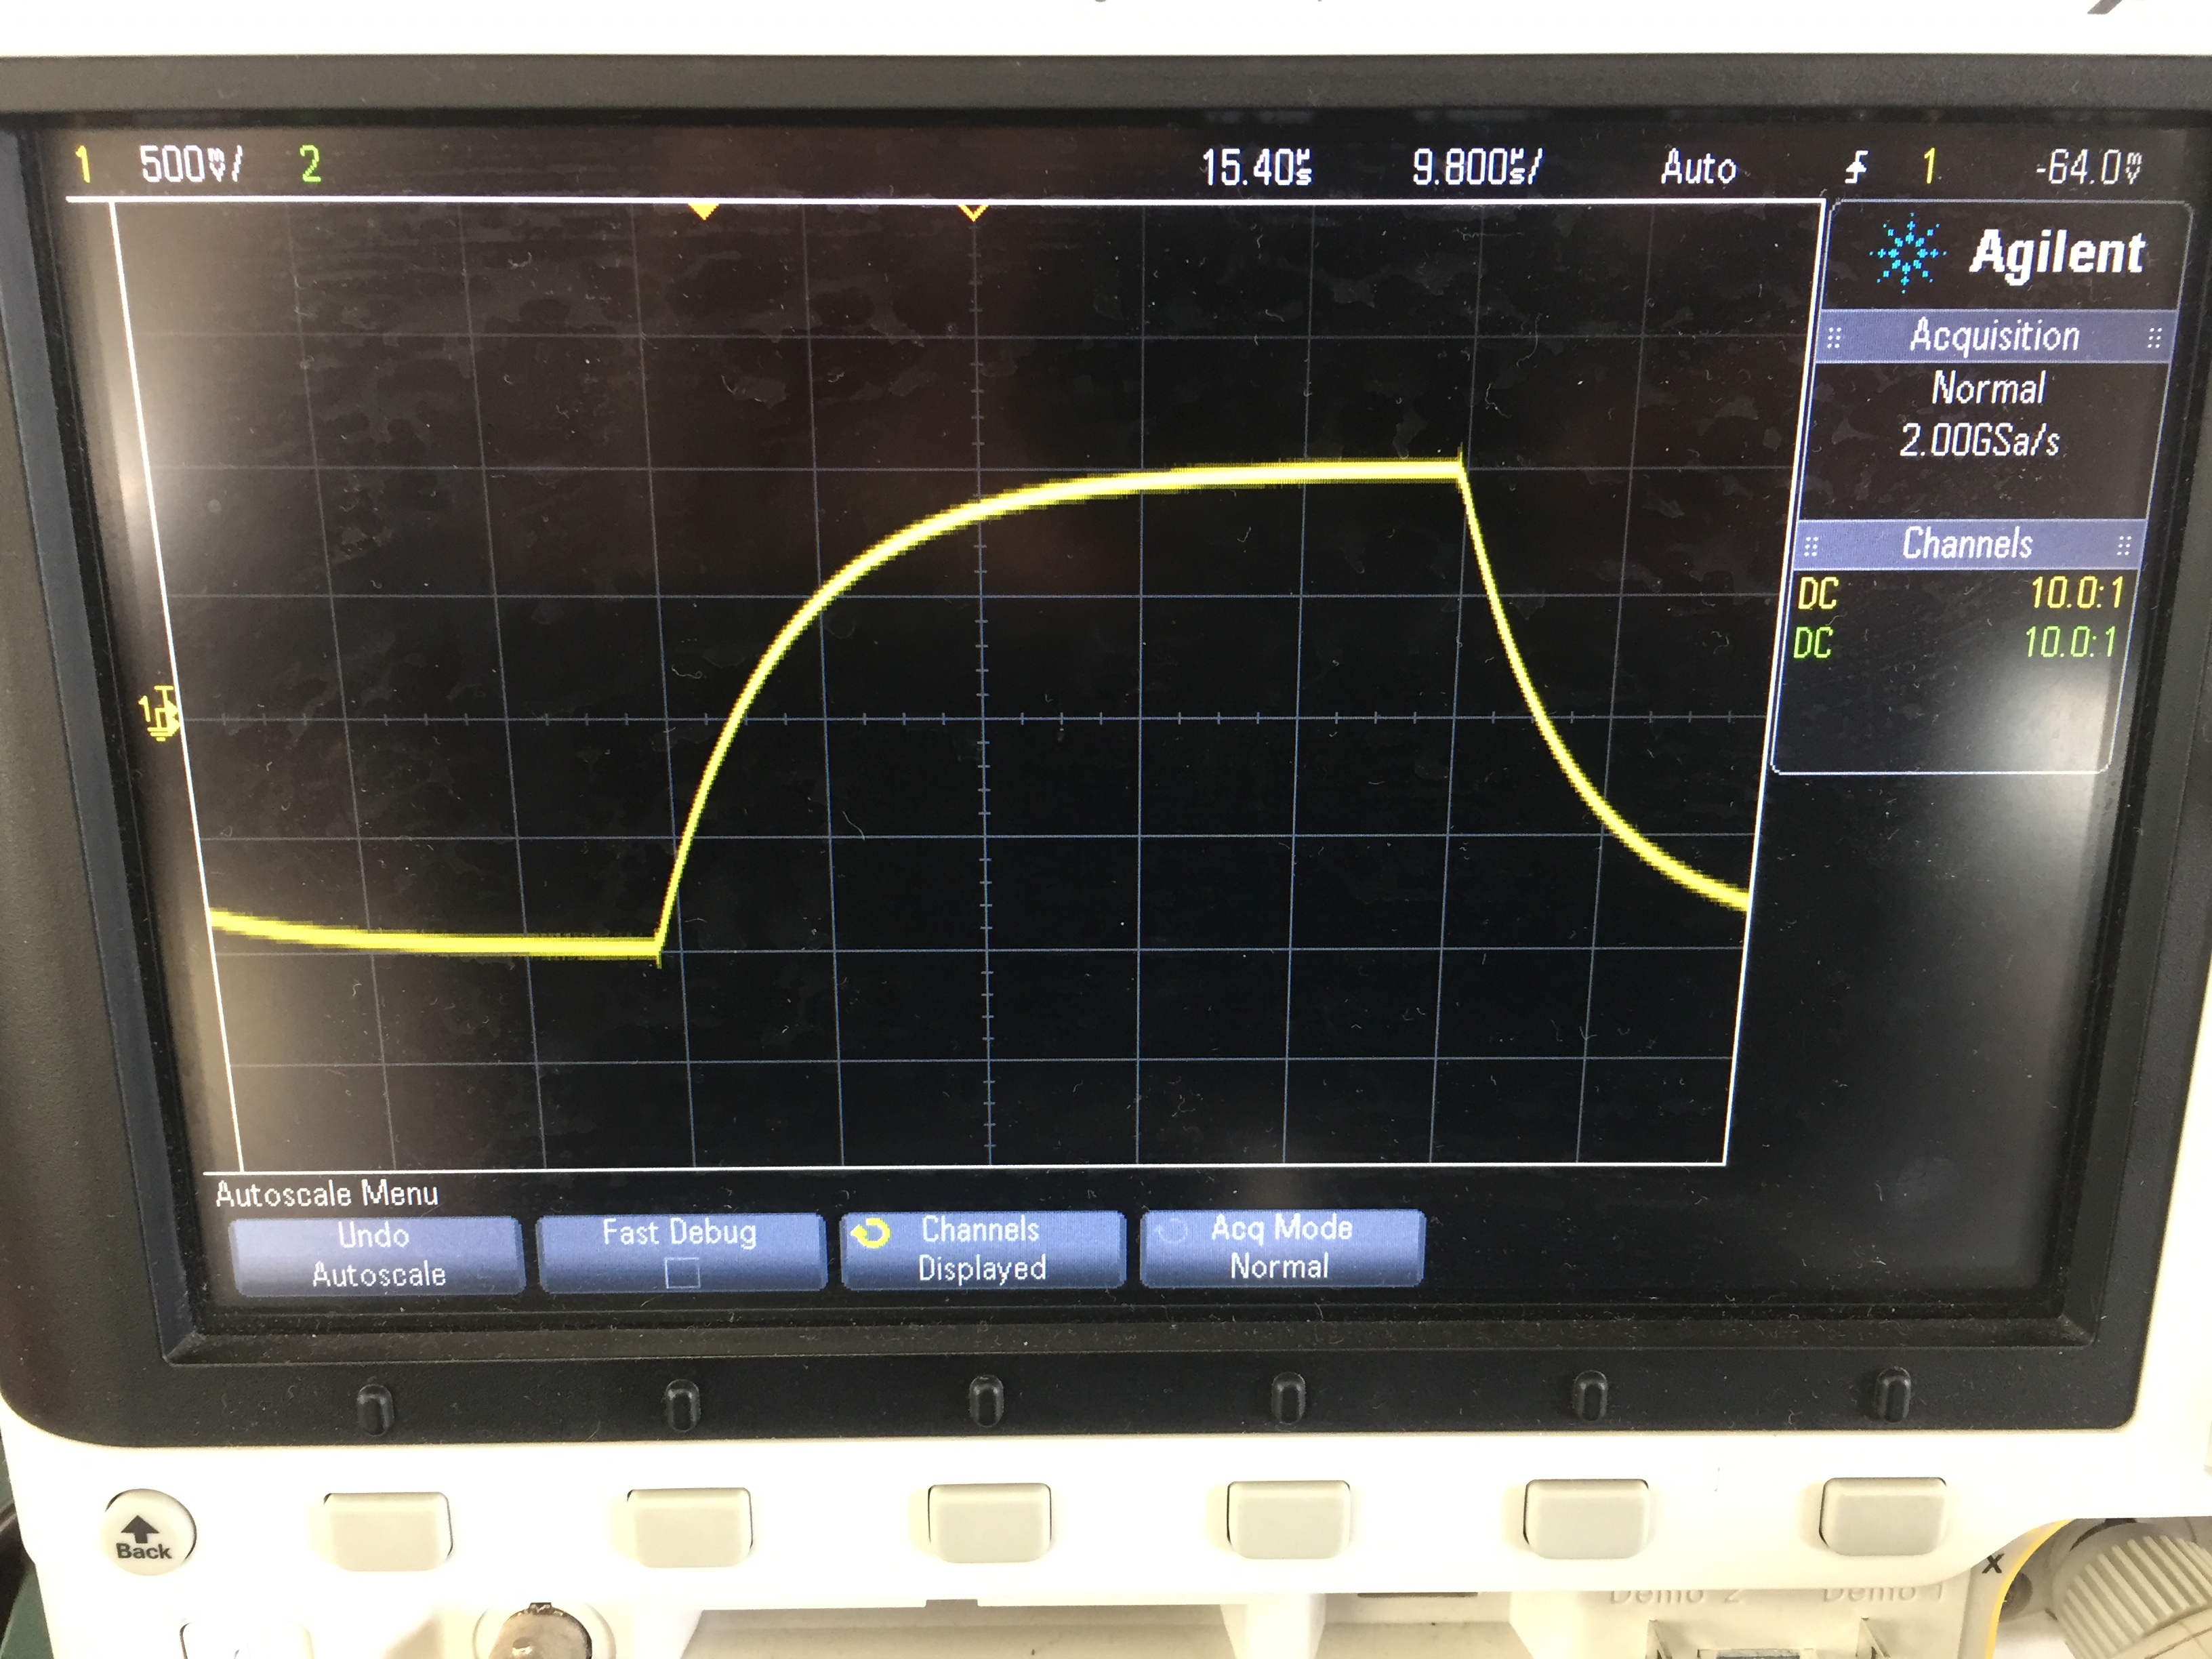 1 500mV/ 2 15.40µs 9.800µs/ Auto 1 -64.0mV
Agilent
Acquisition
Normal
2.00GSa/s
Channels
DC 10.0:1
DC 10.0:1
1
T
Autoscale Menu
Undo Autoscale
Fast Debug
Channels Displayed
Acq Mode Normal
Back
X
Demo 2 Demo 1